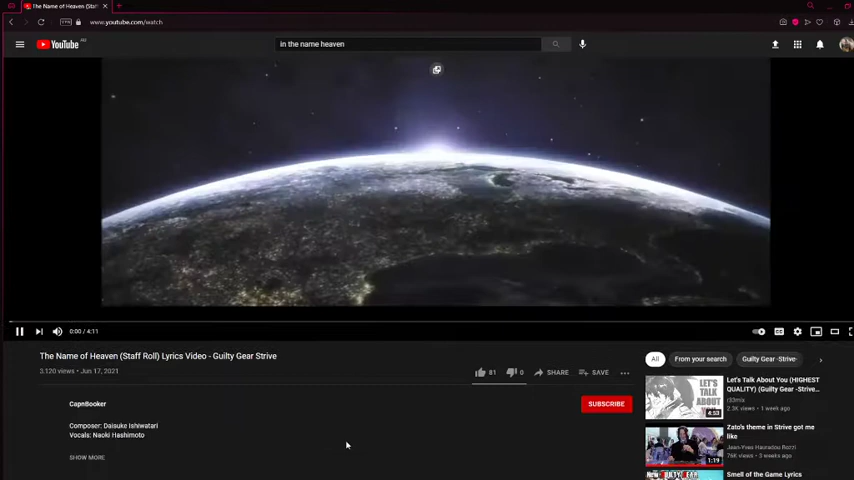 The Name of Heaven (Staff
VPN
www.youtube.com/watch
YouTube
in the name heaven
0:00 / 4:11
The Name of Heaven (Staff Roll) Lyrics Video - Guilty Gear Strive
3.120 views • Jun 17, 2021
81
0
SHARE
SAVE
CapnBooker
SUBSCRIBE
Composer: Daisuke Ishiwatari
Vocals: Naoki Hashimoto
SHOW MORE
All
From your search
Guilty Gear -Strive-
LET'S TALK ABOUT
4:53
Let's Talk About You (HIGHEST
QUALITY) (Guilty Gear -Strive...
r33mix
2.3K views • 1 week ago
1:19
Zato's theme in Strive got me
like
76K views • 3 weeks ago
GUILTY GEAR
Smell of the Game Lyrics